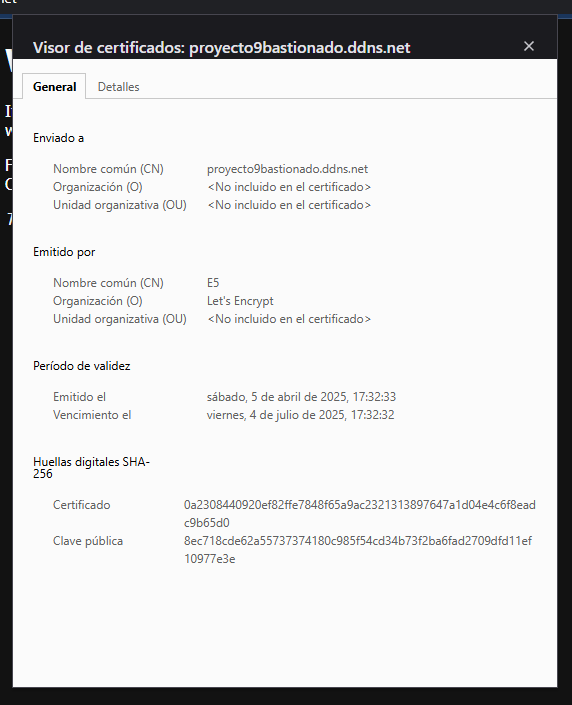 Visor de certificados: proyecto9bastionado.ddns.net
General Detalles
Enviado a
Nombre común (CN) proyecto9bastionado.ddns.net
Organización (O) <No incluido en el certificado>
Unidad organizativa (OU) <No incluido en el certificado>
Emitido por
Nombre común (CN) E5
Organización (O) Let's Encrypt
Unidad organizativa (OU) <No incluido en el certificado>
Período de validez
Emitido el sábado, 5 de abril de 2025, 17:32:33
Vencimiento el viernes, 4 de julio de 2025, 17:32:32
Huellas digitales SHA-
256
Certificado 0a2308440920ef82ffe7848f65a9ac2321313897647a1d04e4c6f8ead
c9b65d0
Clave pública 8ec718cde62a55737374180c985f54cd34b73f2ba6fad2709dfd11ef
10977e3e